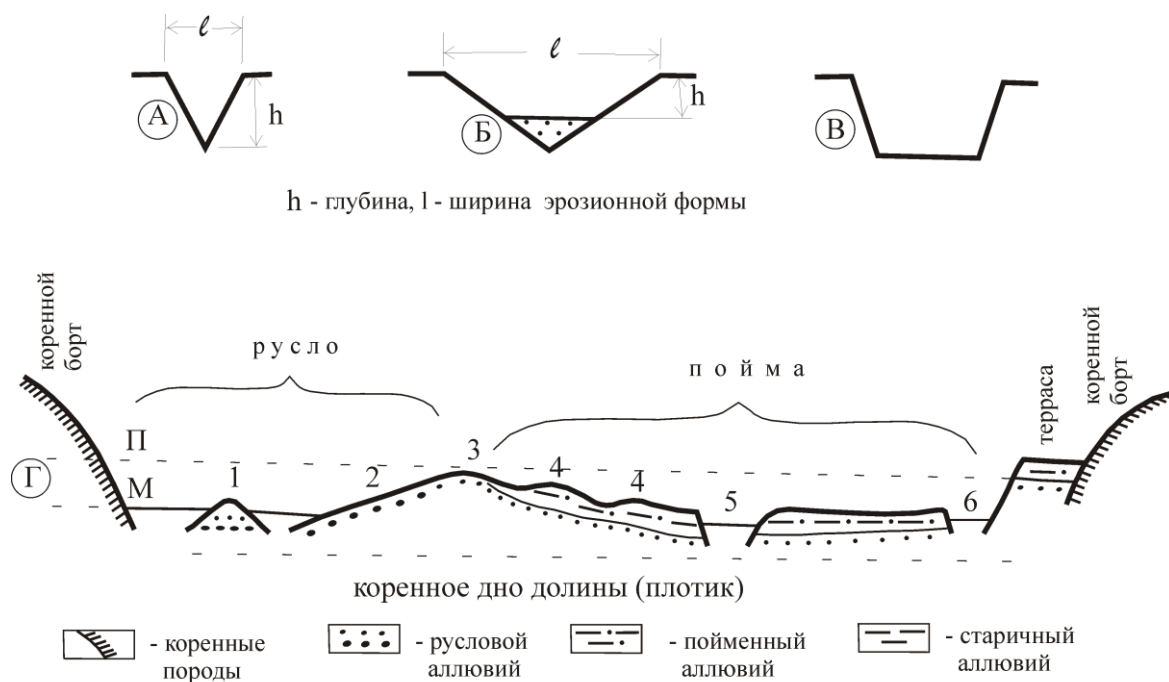 l
l
h
h
А
Б
В
h - глубина, l - ширина эрозионной формы
коренной
борт
русло
пойма
терраса
коренной
борт
П
Г
М
1
2
3
4
4
5
6
коренное дно долины (плотик)
- коренные
породы
- русловой
аллювий
- пойменный
аллювий
- старичный
аллювий